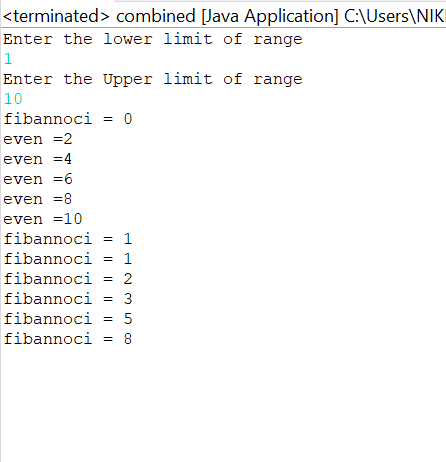 <terminated> combined [Java Application] C:\Users\NIK
Enter the lower limit of range
1
Enter the Upper limit of range
10
fibannoci = 0
even =2
even =4
even =6
even =8
even =10
fibannoci = 1
fibannoci = 1
fibannoci = 2
fibannoci = 3
fibannoci = 5
fibannoci = 8